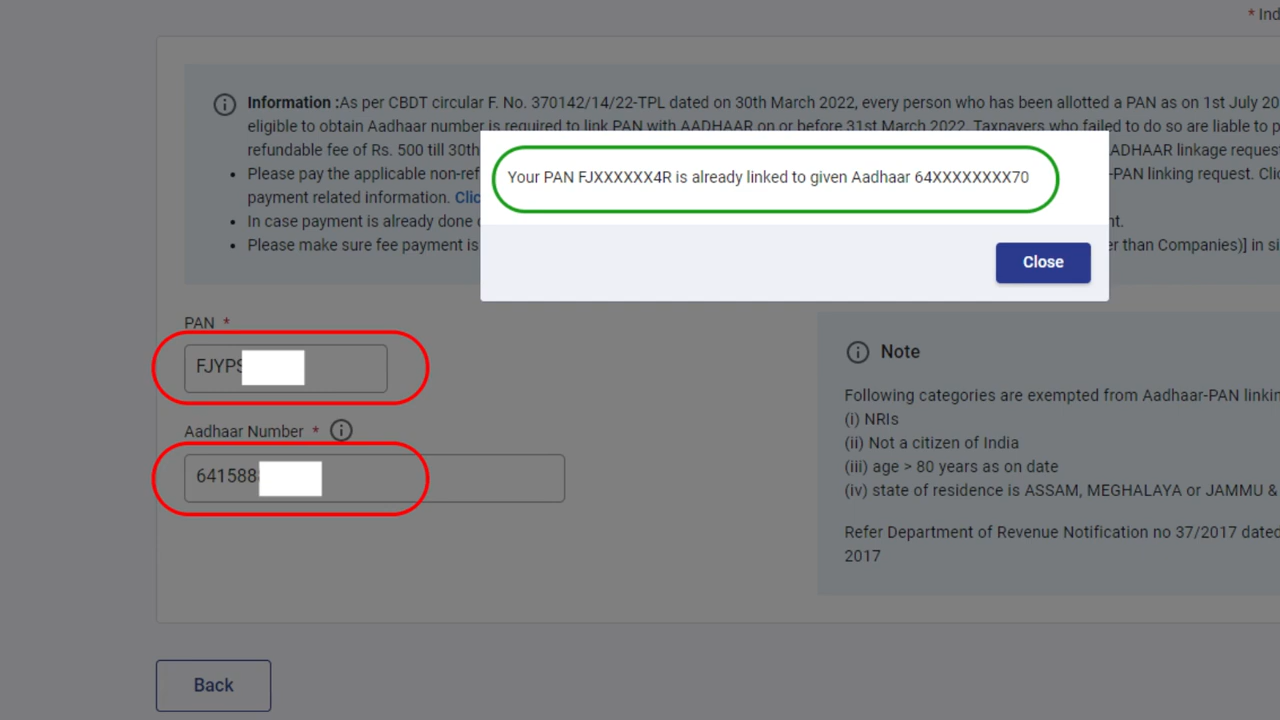 * Ind
Information :As per CBDT circular F. No. 370142/14/22-TPL dated on 30th March 2022, every person who has been allotted a PAN as on 1st July 20
eligible to obtain Aadhaar number is required to link PAN with AADHAAR on or before 31st March 2022. Taxpayers who failed to do so are liable to p
refundable fee of Rs. 500 till 30th ADHAAR linkage request
Your PAN FJXXXXXX4R is already linked to given Aadhaar 64XXXXXXXX70
• Please pay the applicable non-ref -PAN linking request. Clic
payment related information. Clic
• In case payment is already done nt.
• Please make sure fee payment is er than Companies)] in si
Close
PAN *
FJYPS
Aadhaar Number *
641588
Note
Following categories are exempted from Aadhaar-PAN linkin
(i) NRIs
(ii) Not a citizen of India
(iii) age > 80 years as on date
(iv) state of residence is ASSAM, MEGHALAYA or JAMMU &
Refer Department of Revenue Notification no 37/2017 dated
2017
Back